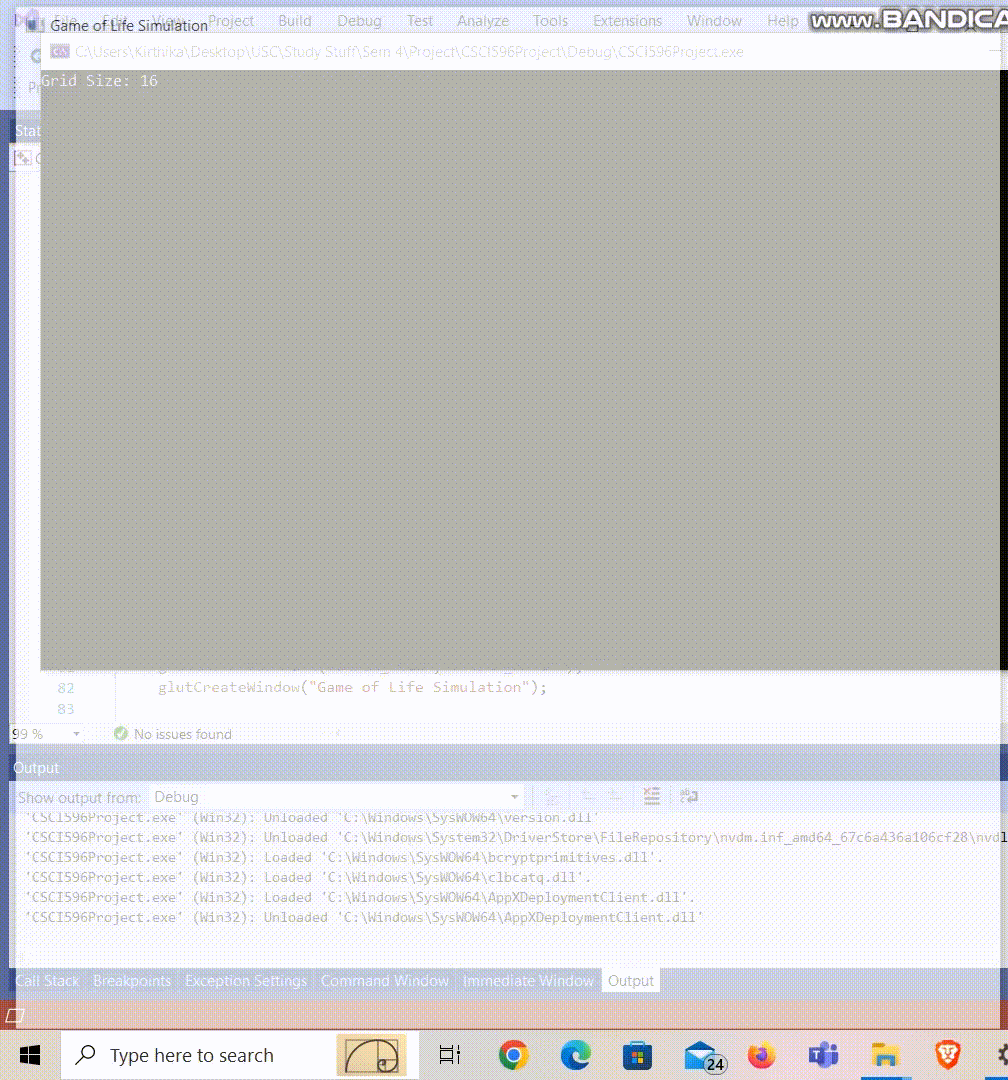 File Edit View Project Build Debug Test Analyze Tools Extensions Window Help www.BANDICA
Game of Life Simulation
C:\Users\Kirthika\Desktop\USC\Study Stuff\Sem 4\Project\CSCI596Project\Debug\CSCI596Project.exe
Grid Size: 16
82 glutCreateWindow("Game of Life Simulation");
83
99 % No issues found
Output
Show output from: Debug
'CSCI596Project.exe' (Win32): Unloaded 'C:\Windows\SysWOW64\version.dll'
'CSCI596Project.exe' (Win32): Unloaded 'C:\Windows\System32\DriverStore\FileRepository\nvdm.inf_amd64_67c6a436a106cf28\nvdl
'CSCI596Project.exe' (Win32): Loaded 'C:\Windows\SysWOW64\bcryptprimitives.dll'.
'CSCI596Project.exe' (Win32): Loaded 'C:\Windows\SysWOW64\clbcatq.dll'.
'CSCI596Project.exe' (Win32): Loaded 'C:\Windows\SysWOW64\AppXDeploymentClient.dll'.
'CSCI596Project.exe' (Win32): Unloaded 'C:\Windows\SysWOW64\AppXDeploymentClient.dll'
Call Stack Breakpoints Exception Settings Command Window Immediate Window Output
Type here to search 24